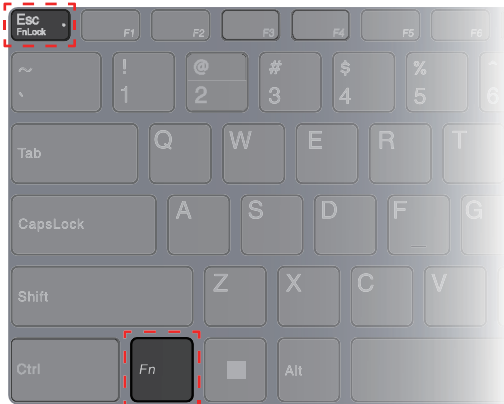 Esc
FnLock
F1 F2 F3 F4 F5 F6
~ ! @ # $ % ^
` 1 2 3 4 5 6
Tab Q W E R T
CapsLock A S D F G
Shift Z X C V
Ctrl Fn Alt